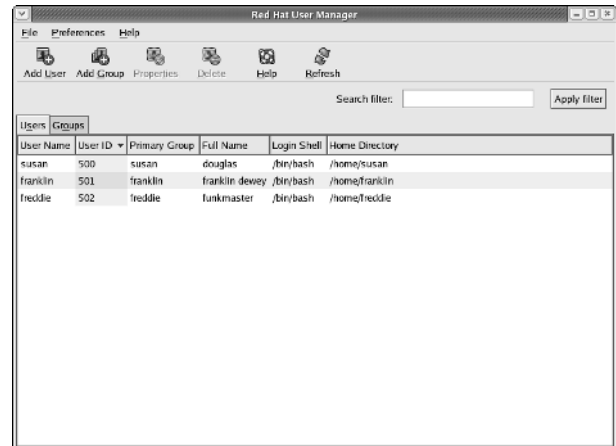 Red Hat User Manager
File Preferences Help
Add User Add Group Properties Delete Help Refresh
Search filter: Apply filter
Users Groups
User Name User ID Primary Group Full Name Login Shell Home Directory
susan 500 susan douglas /bin/bash /home/susan
franklin 501 franklin franklin dewey /bin/bash /home/franklin
freddie 502 freddie funkmaster /bin/bash /home/freddie